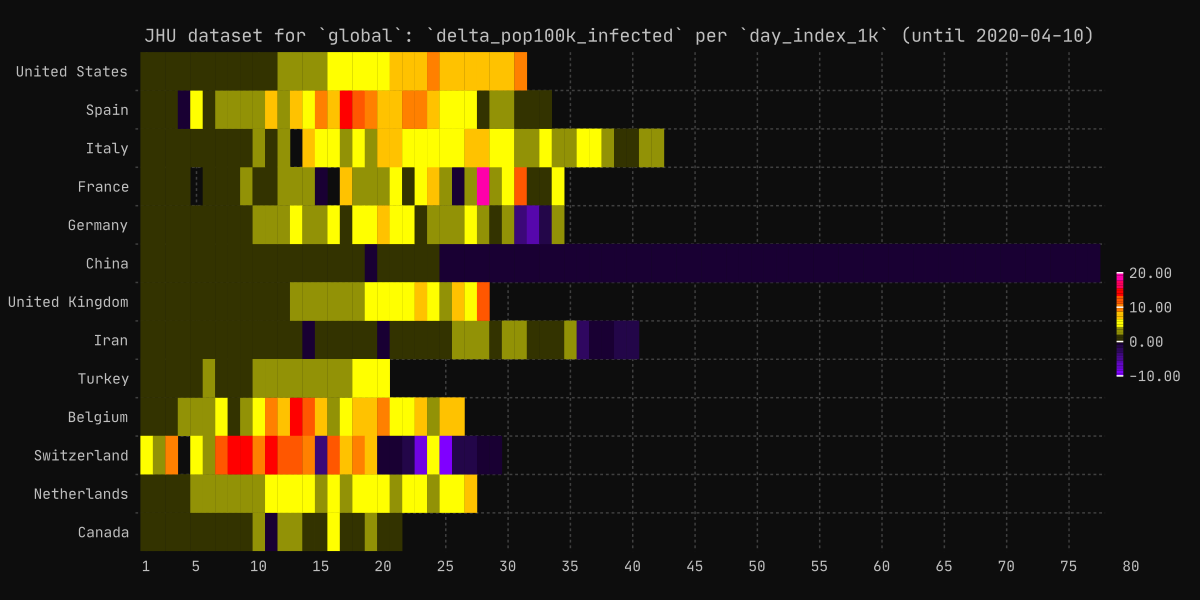 JHU dataset for `global`: `delta_pop100k_infected` per `day_index_1k` (until 2020-04-10)
United States
Spain
Italy
France
Germany
China
United Kingdom
Iran
Turkey
Belgium
Switzerland
Netherlands
Canada
20.00
10.00
0.00
-10.00
1 5 10 15 20 25 30 35 40 45 50 55 60 65 70 75 80